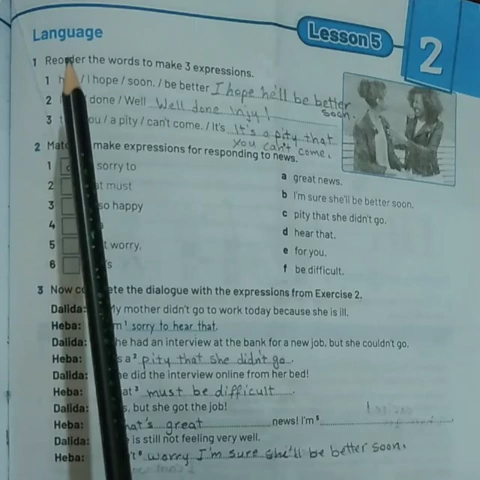 Language
Lesson 5
2
1 Reorder the words to make 3 expressions.
1 / I hope / soon. / be better I hope he'll be better soon.
2 done / Well Well done Injy!
3 / a pity / can't come. / It's It's a pity that you can't come.
2 make expressions for responding to news.
1 sorry to
2 must
3 so happy
4
5 worry.
6
a great news.
b I'm sure she'll be better soon.
c pity that she didn't go.
d hear that.
e for you.
f be difficult.
3 Now complete the dialogue with the expressions from Exercise 2.
Dalida: My mother didn't go to work today because she is ill.
Heba: 1 sorry to hear that.
Dalida: she had an interview at the bank for a new job, but she couldn't go.
Heba: a 2 pity that she didn't go.
Dalida: did the interview online from her bed!
Heba: 3 must be difficult.
Dalida: but she got the job!
Heba: that's great news! I'm 5
Dalida: is still not feeling very well.
Heba: worry I'm sure she'll be better soon.